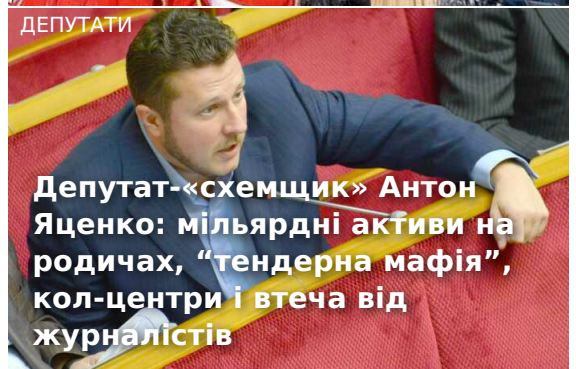 ДЕПУТАТИ
Депутат-«схемщик» Антон
Яценко: мільярдні активи на
родичах, “тендерна мафія”,
кол-центри і втеча від
журналістів